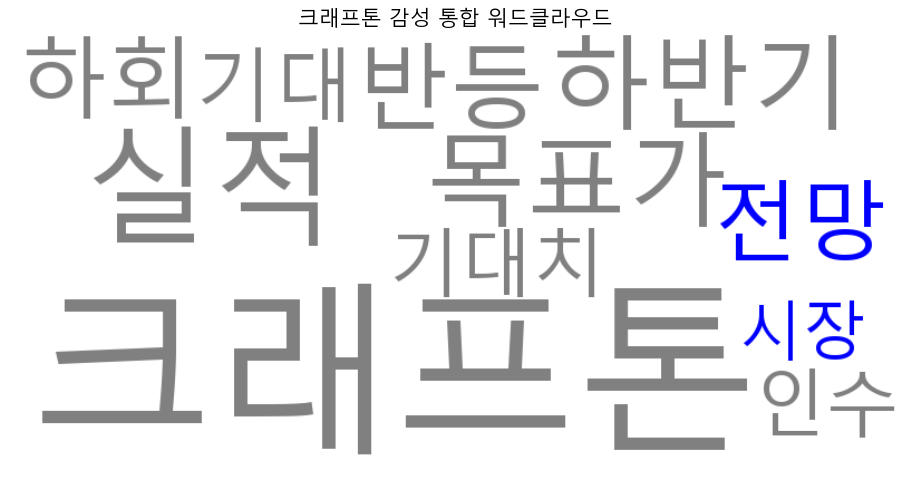 크래프톤 감성 통합 워드클라우드
하회 기대 반등 하반기
실적 목표가 전망
기대치
크래프톤 시장
인수